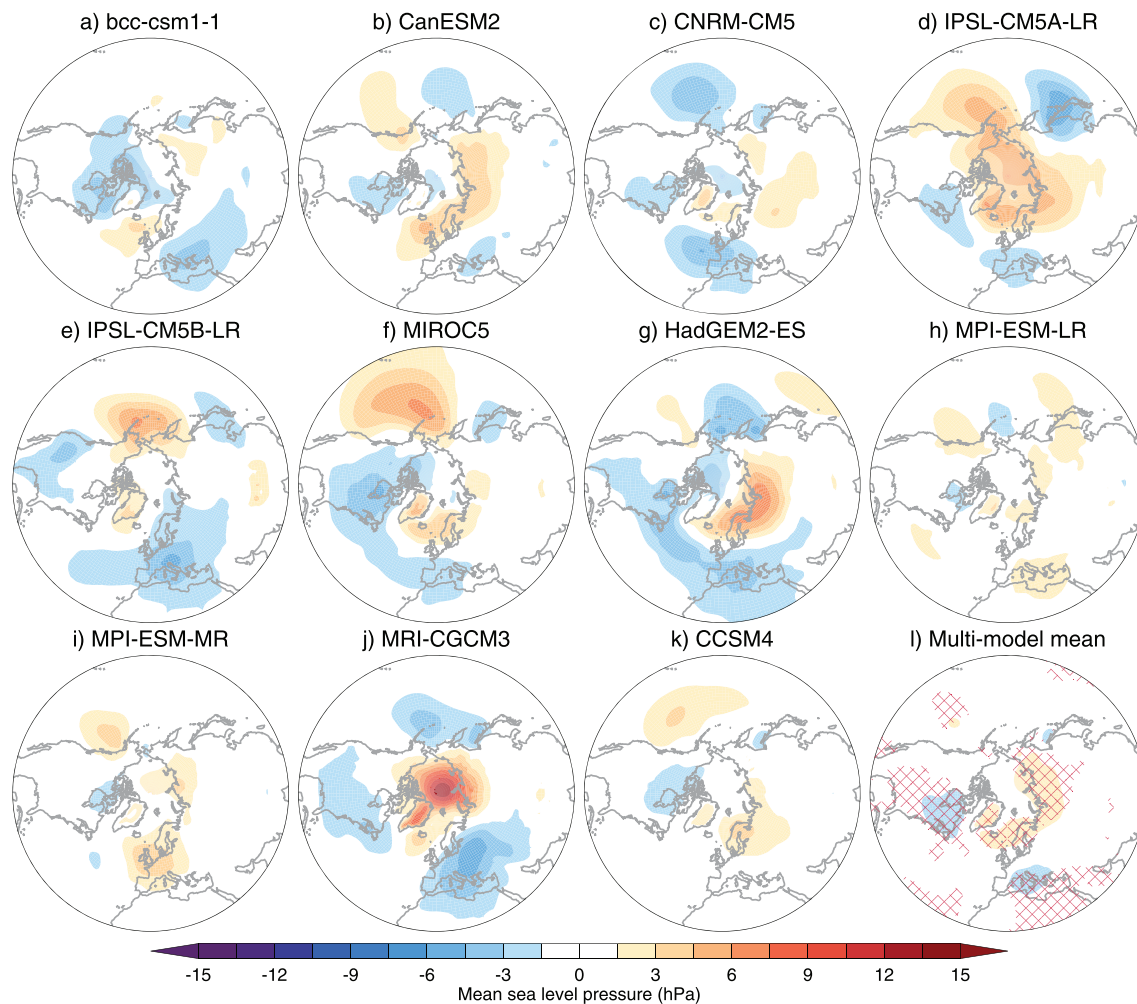 a) bcc-csm1-1 b) CanESM2 c) CNRM-CM5 d) IPSL-CM5A-LR
e) IPSL-CM5B-LR f) MIROC5 g) HadGEM2-ES h) MPI-ESM-LR
i) MPI-ESM-MR j) MRI-CGCM3 k) CCSM4 l) Multi-model mean
-15 -12 -9 -6 -3 0 3 6 9 12 15
Mean sea level pressure (hPa)